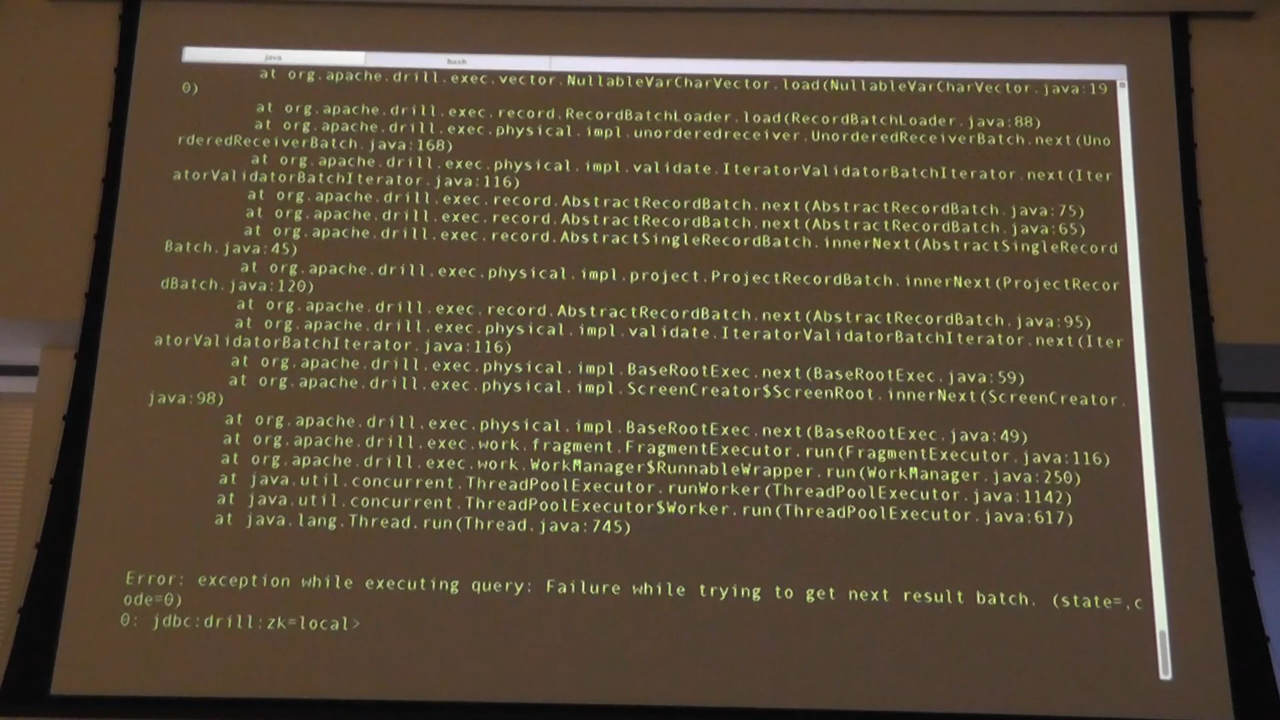 java bash
at org.apache.drill.exec.vector.NullableVarCharVector.load(NullableVarCharVector.java:19
0)
at org.apache.drill.exec.record.RecordBatchLoader.load(RecordBatchLoader.java:88)
at org.apache.drill.exec.physical.impl.unorderedreceiver.UnorderedReceiverBatch.next(Uno
rderedReceiverBatch.java:168)
at org.apache.drill.exec.physical.impl.validate.IteratorValidatorBatchIterator.next(Iter
atorValidatorBatchIterator.java:116)
at org.apache.drill.exec.record.AbstractRecordBatch.next(AbstractRecordBatch.java:75)
at org.apache.drill.exec.record.AbstractRecordBatch.next(AbstractRecordBatch.java:65)
at org.apache.drill.exec.record.AbstractSingleRecordBatch.innerNext(AbstractSingleRecord
Batch.java:45)
at org.apache.drill.exec.physical.impl.project.ProjectRecordBatch.innerNext(ProjectRecor
dBatch.java:120)
at org.apache.drill.exec.record.AbstractRecordBatch.next(AbstractRecordBatch.java:95)
at org.apache.drill.exec.physical.impl.validate.IteratorValidatorBatchIterator.next(Iter
atorValidatorBatchIterator.java:116)
at org.apache.drill.exec.physical.impl.BaseRootExec.next(BaseRootExec.java:59)
at org.apache.drill.exec.physical.impl.ScreenCreator$ScreenRoot.innerNext(ScreenCreator.
java:98)
at org.apache.drill.exec.physical.impl.BaseRootExec.next(BaseRootExec.java:49)
at org.apache.drill.exec.work.fragment.FragmentExecutor.run(FragmentExecutor.java:116)
at org.apache.drill.exec.work.WorkManager$RunnableWrapper.run(WorkManager.java:250)
at java.util.concurrent.ThreadPoolExecutor.runWorker(ThreadPoolExecutor.java:1142)
at java.util.concurrent.ThreadPoolExecutor$Worker.run(ThreadPoolExecutor.java:617)
at java.lang.Thread.run(Thread.java:745)
Error: exception while executing query: Failure while trying to get next result batch. (state=,c
ode=0)
0: jdbc:drill:zk=local>